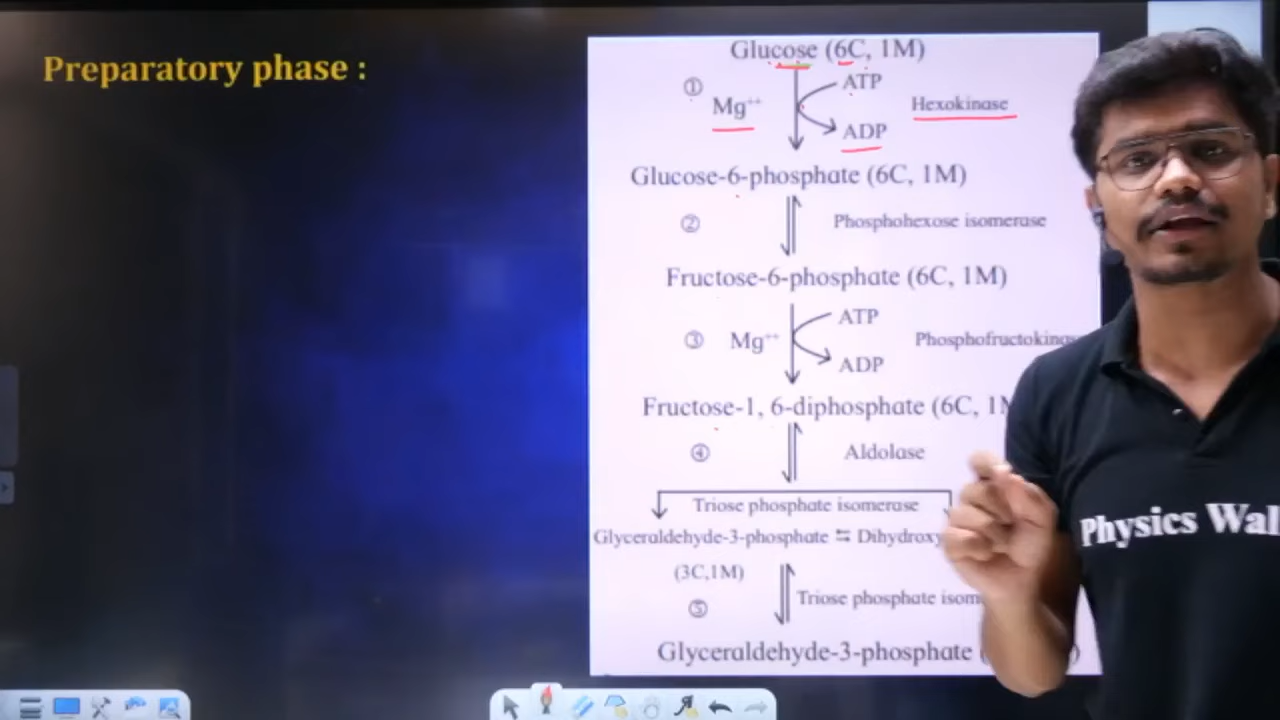 Preparatory phase :
Glucose (6C, 1M)
① Mg⁺⁺ ATP Hexokinase
ADP
Glucose-6-phosphate (6C, 1M)
② Phosphohexose isomerase
Fructose-6-phosphate (6C, 1M)
③ Mg⁺⁺ ATP Phosphofructokinas
ADP
Fructose-1, 6-diphosphate (6C, 1M
④ Aldolase
Triose phosphate isomerase
Glyceraldehyde-3-phosphate ⇆ Dihydroxy
(3C,1M)
⑤ Triose phosphate isom
Glyceraldehyde-3-phosphate (
Physics Wal